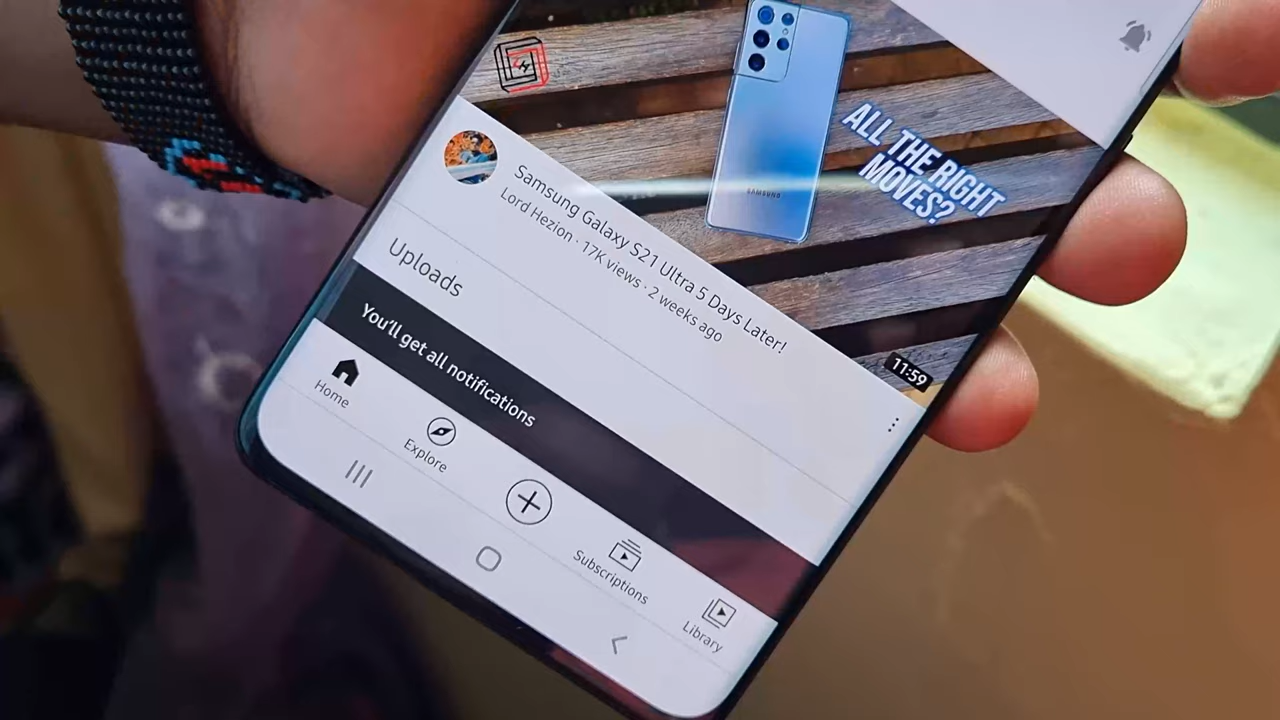 SAMSUNG
ALL THE RIGHT
MOVES?
11:59
Samsung Galaxy S21 Ultra 5 Days Later!
Lord Hezion · 17K views · 2 weeks ago
Uploads
You'll get all notifications
Home
Explore
Subscriptions
Library